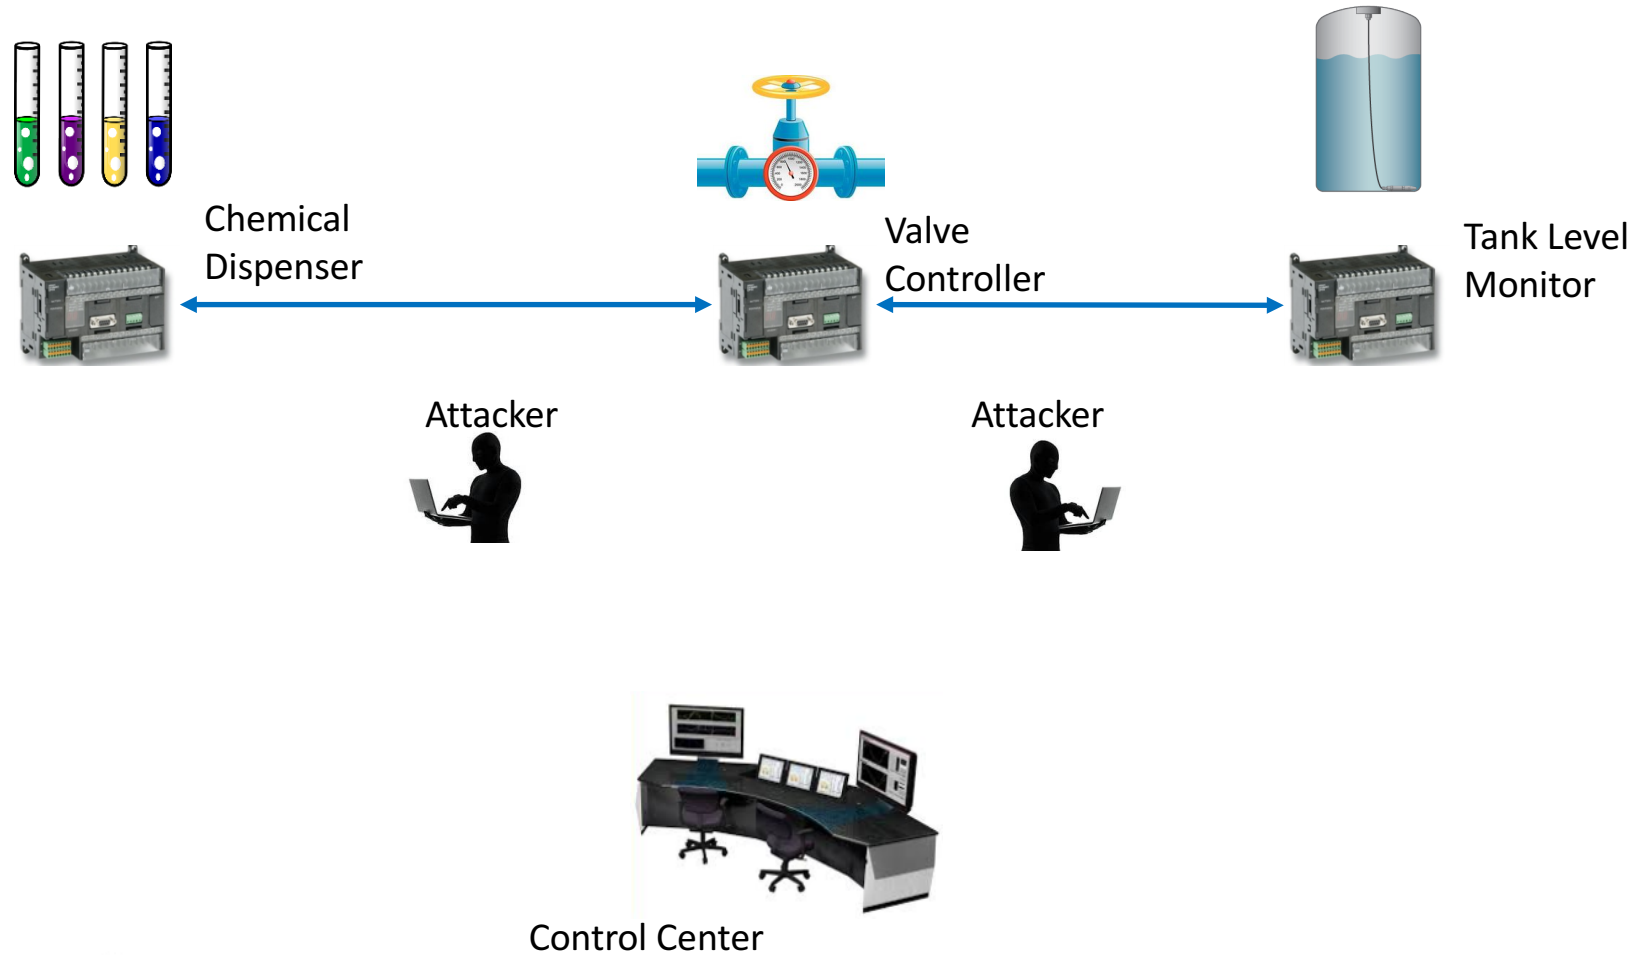 Chemical
Dispenser
Valve
Controller
Tank Level
Monitor
Attacker
Attacker
Control Center